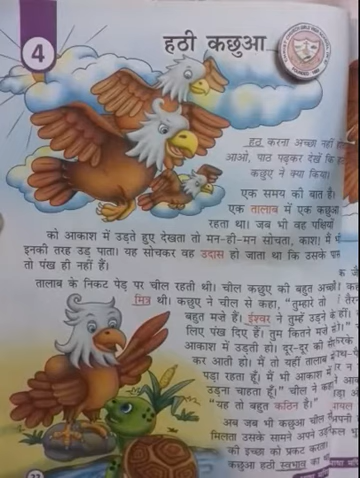 4
हठी कछुआ
हठ करना अच्छा नहीं
आओ, पाठ पढ़कर देखें कि
कछुए ने क्या किया।
एक समय की बात है।
एक तालाब में एक कछुआ
रहता था। जब भी वह पक्षियों
को आकाश में उड़ते हुए देखता तो मन-ही-मन सोचता, काश! मैं भी
इनकी तरह उड़ पाता। यह सोचकर वह उदास हो जाता था कि उसके पास
तो पंख ही नहीं हैं।
तालाब के निकट पेड़ पर चील रहती थी। चील कछुए की बहुत अच्छी
मित्र थी। कछुए ने चील से कहा, "तुम्हारे तो
बहुत मज़े हैं। ईश्वर ने तुम्हें उड़ने के
लिए पंख दिए हैं। तुम कितने मज़े से
आकाश में उड़ती हो। दूर-दूर की सैर
कर आती हो। मैं तो यहीं तालाब में
पड़ा रहता हूँ। मैं भी आकाश में
उड़ना चाहता हूँ।" चील ने कहा,
"यह तो बहुत कठिन है।"
अब जब भी कछुआ चील से
मिलता उसके सामने अपने उड़ने
की इच्छा को प्रकट करता।
कछुआ हठी स्वभाव का